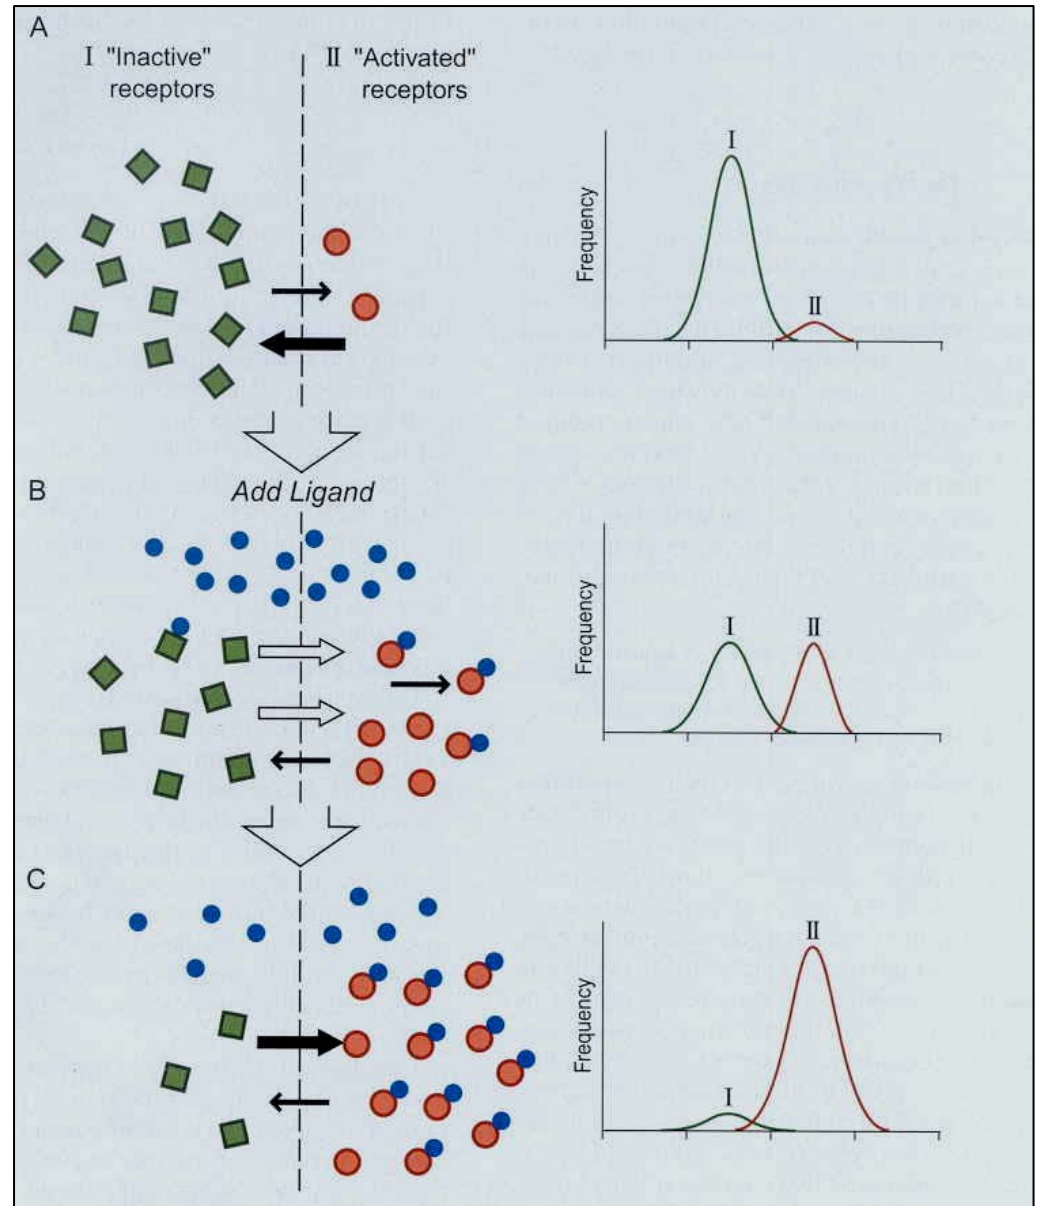 A
I "Inactive"
receptors
II "Activated"
receptors
I
II
Frequency
Add Ligand
B
I
II
Frequency
C
II
I
Frequency